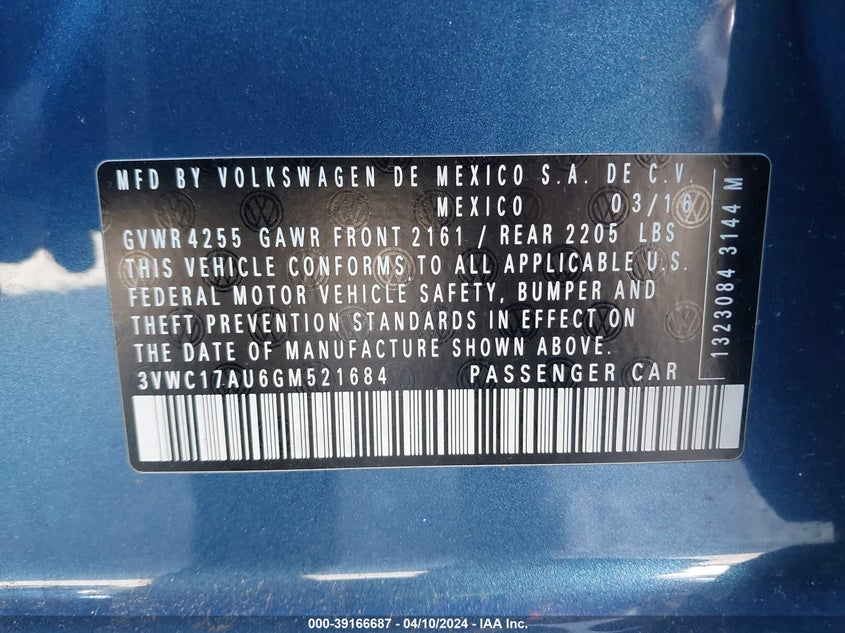 MFD BY VOLKSWAGEN DE MEXICO S.A. DE C.V.
MEXICO 03/16
GVWR 4255 GAWR FRONT 2161 / REAR 2205 LBS
THIS VEHICLE CONFORMS TO ALL APPLICABLE U.S.
FEDERAL MOTOR VEHICLE SAFETY, BUMPER AND
THEFT PREVENTION STANDARDS IN EFFECT ON
THE DATE OF MANUFACTURE SHOWN ABOVE.
3VWC17AU6GM521684 PASSENGER CAR
1323084 3144 M
000-39166687 - 04/10/2024 - IAA, Inc.